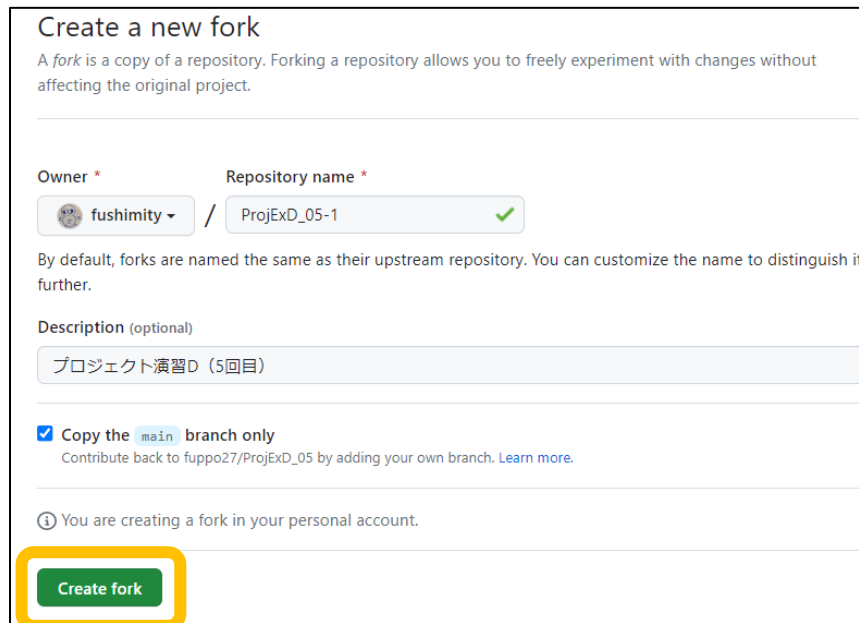 Create a new fork
A fork is a copy of a repository. Forking a repository allows you to freely experiment with changes without
affecting the original project.
Owner * Repository name *
fushimity / ProjExD_05-1
By default, forks are named the same as their upstream repository. You can customize the name to distinguish it
further.
Description (optional)
プロジェクト演習D（5回目）
Copy the main branch only
Contribute back to fuppo27/ProjExD_05 by adding your own branch. Learn more.
You are creating a fork in your personal account.
Create fork